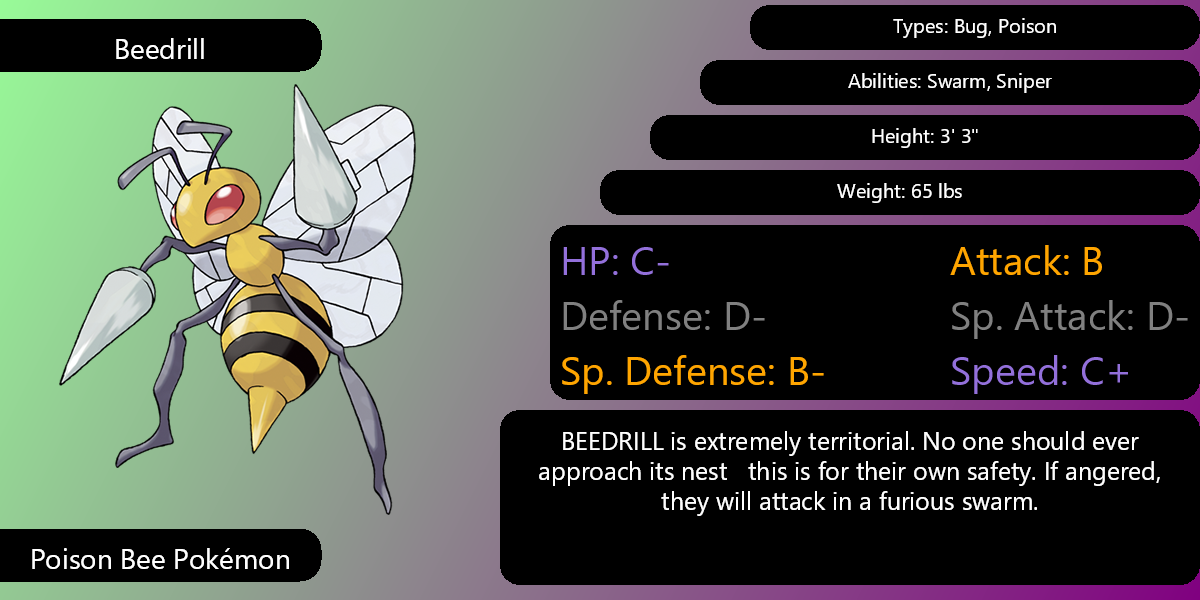 Beedrill
Types: Bug, Poison
Abilities: Swarm, Sniper
Height: 3' 3"
Weight: 65 lbs
HP: C-
Attack: B
Defense: D-
Sp. Attack: D-
Sp. Defense: B-
Speed: C+
BEEDRILL is extremely territorial. No one should ever
approach its nest   this is for their own safety. If angered,
they will attack in a furious swarm.
Poison Bee Pokémon